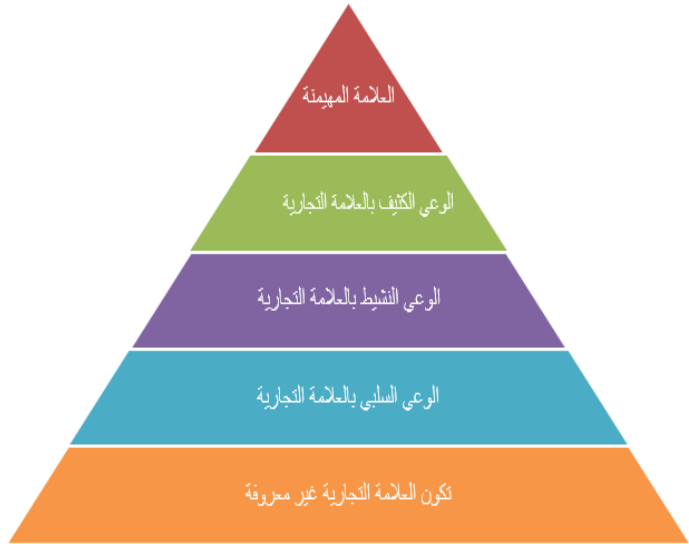 العلامة المهيمنة
الوعي الكثيف بالعلامة التجارية
الوعي النشيط بالعلامة التجارية
الوعي السلبي بالعلامة التجارية
تكون العلامة التجارية غير معروفة